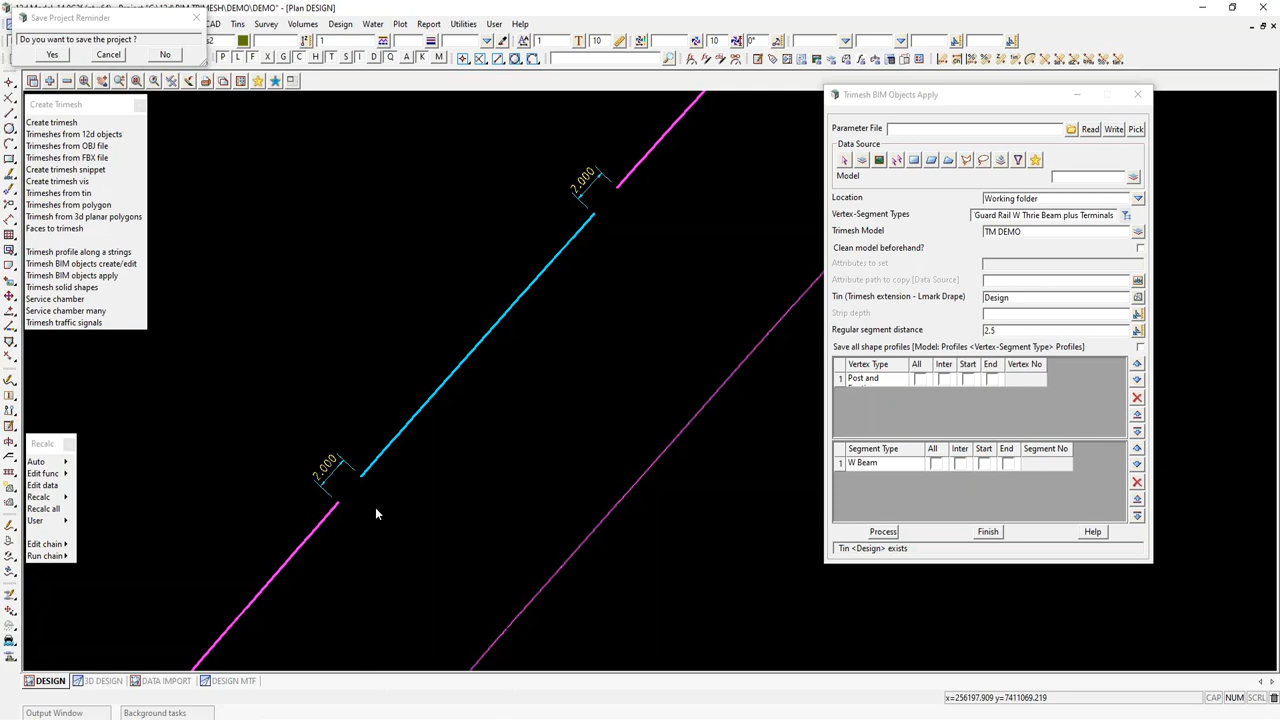 Save Project Reminder
Do you want to save the project ?
Yes Cancel No
CAD Tins Survey Volumes Design Water Plot Report Utilities User Help
1 1 10 10 0°
P L F X G C H T S I D Q A K M
Create Trimesh
Create trimesh
Trimeshes from 12d objects
Trimeshes from OBJ file
Trimeshes from FBX file
Create trimesh snippet
Create trimesh vis
Trimeshes from tin
Trimeshes from polygon
Trimesh from 3d planar polygons
Faces to trimesh
Trimesh profile along a strings
Trimesh BIM objects create/edit
Trimesh BIM objects apply
Trimesh solid shapes
Service chamber
Service chamber many
Trimesh traffic signals
Recalc
Auto
Edit func
Edit data
Recalc
Recalc all
User
Edit chain
Run chain
2.000
2.000
Trimesh BIM Objects Apply
Parameter File Read Write Pick
Data Source
Model
Location Working folder
Vertex-Segment Types Guard Rail W Thrie Beam plus Terminals
Trimesh Model TM DEMO
Clean model beforehand?
Attributes to set
Attribute path to copy [Data Source]
Tin (Trimesh extension - Lmark Drape) Design
Strip depth
Regular segment distance 2.5
Save all shape profiles [Model: Profiles <Vertex-Segment Type> Profiles]
Vertex Type All Inter Start End Vertex No
1 Post and
Segment Type All Inter Start End Segment No
1 W Beam
Process Finish Help
Tin <Design> exists
DESIGN 3D DESIGN DATA IMPORT DESIGN MTF
x=256197.909 y=7411069.219 CAP NUM SCRL
Output Window Background tasks